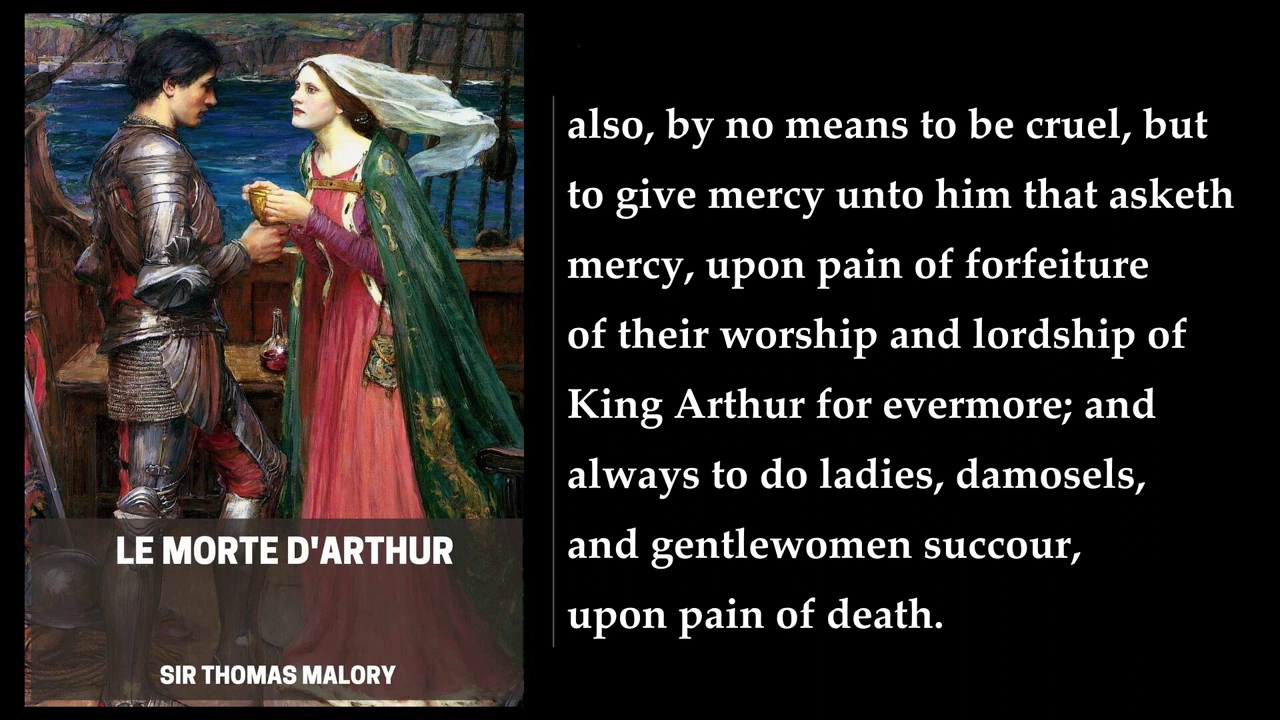 LE MORTE D'ARTHUR
SIR THOMAS MALORY
also, by no means to be cruel, but
to give mercy unto him that asketh
mercy, upon pain of forfeiture
of their worship and lordship of
King Arthur for evermore; and
always to do ladies, damosels,
and gentlewomen succour,
upon pain of death.